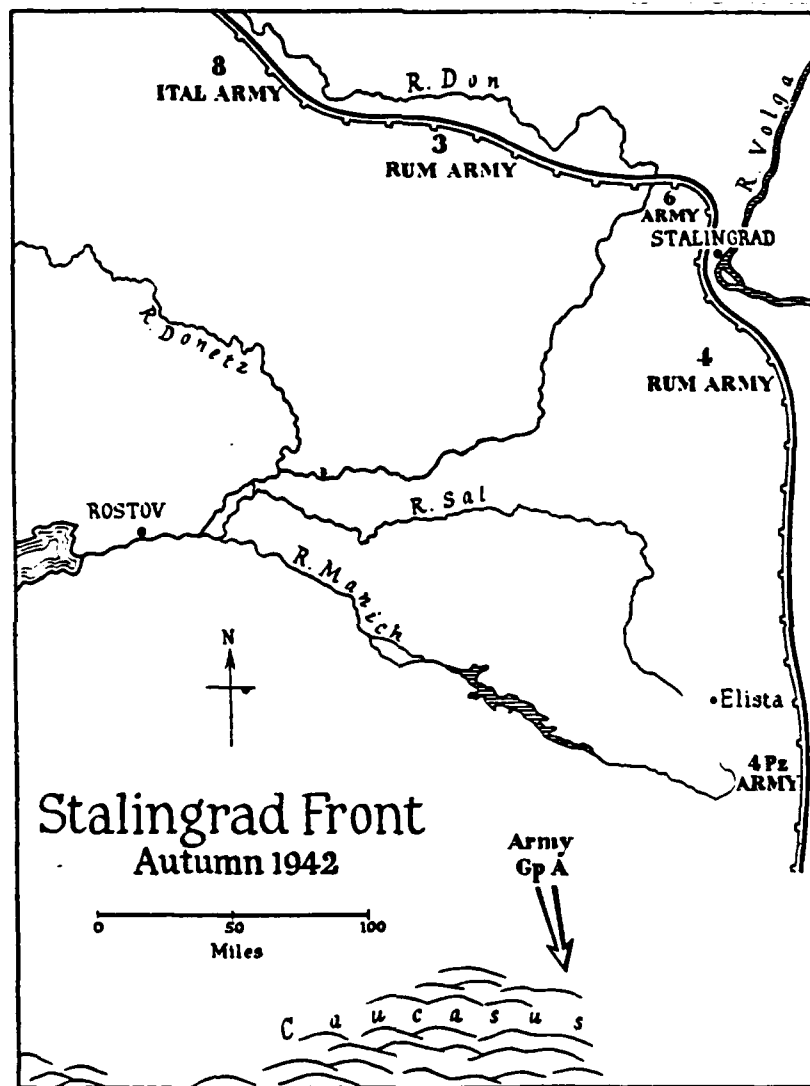 8
ITAL ARMY
R. Don
R. Volga
3
RUM ARMY
6
ARMY
STALINGRAD
R. Donetz
4
RUM ARMY
ROSTOV
R. Sal
R. Manich
N
Elista
4 Pz
ARMY
Stalingrad Front
Autumn 1942
Army
Gp A
0 50 100
Miles
Caucasus